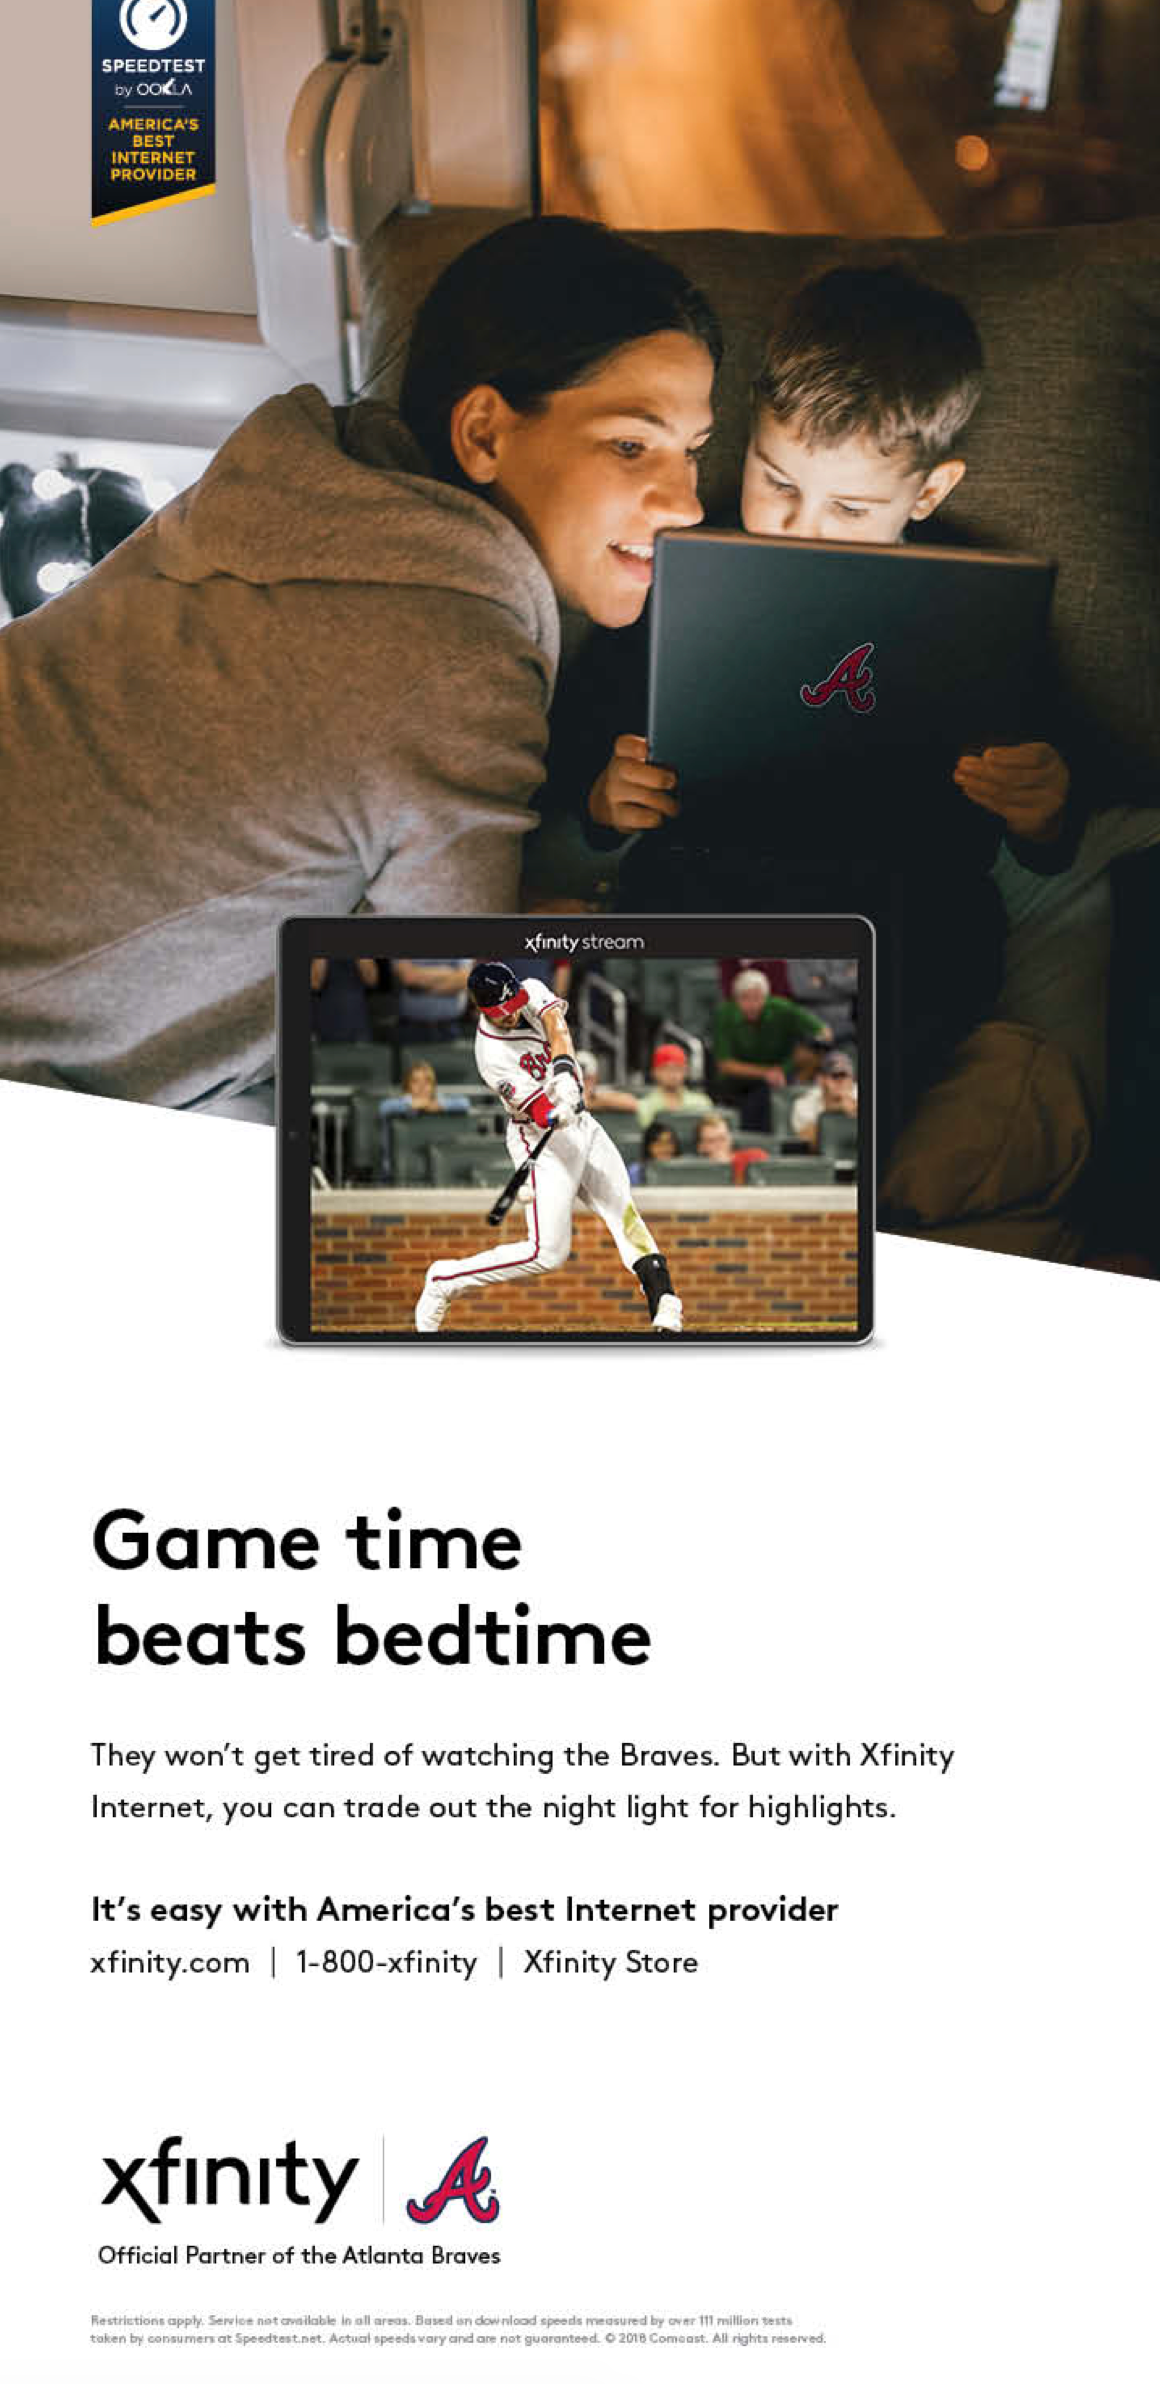 SPEEDTEST
by OOKLA
AMERICA'S
BEST
INTERNET
PROVIDER
A
xfinity stream
Game time
beats bedtime
They won't get tired of watching the Braves. But with Xfinity
Internet, you can trade out the night light for highlights.
It's easy with America's best Internet provider
xfinity.com | 1-800-xfinity | Xfinity Store
xfinity | A
Official Partner of the Atlanta Braves
Restrictions apply. Service not available in all areas. Based on download speeds measured by over 111 million tests
taken by consumers at Speedtest.net. Actual speeds vary and are not guaranteed. © 2018 Comcast. All rights reserved.